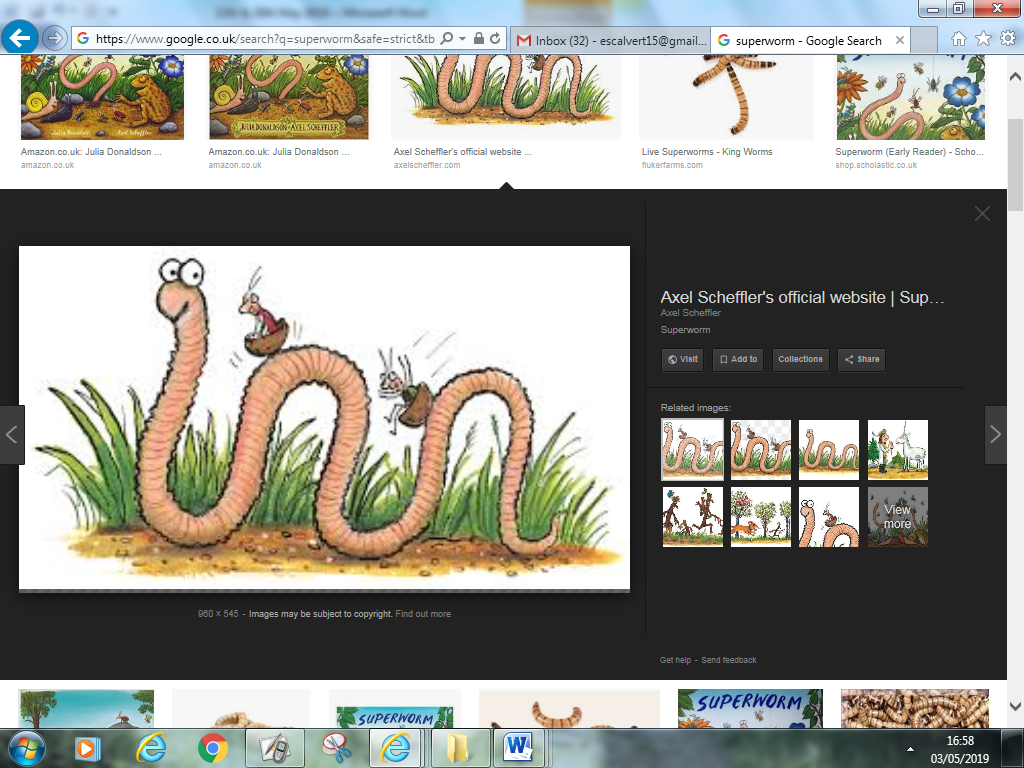 https://www.google.co.uk/search?q=superworm&safe=strict&tb
Inbox (32) - escalvert15@gmail...
superworm - Google Search
JULIA DONALDSON AXEL SCHEFFLER
Amazon.co.uk: Julia Donaldson ...
amazon.co.uk
Amazon.co.uk: Julia Donaldson ...
amazon.co.uk
Axel Scheffler's official website ...
axelscheffler.com
Live Superworms - King Worms
flukerfarms.com
Superworm (Early Reader) - Scho...
shop.scholastic.co.uk
Axel Scheffler's official website | Sup...
Axel Scheffler
Superworm
Visit
Add to
Collections
Share
Related images:
View
more
960 × 545 - Images may be subject to copyright. Find out more
Get help - Send feedback
SUPERWORM
SUPERWORM
16:58
03/05/2019